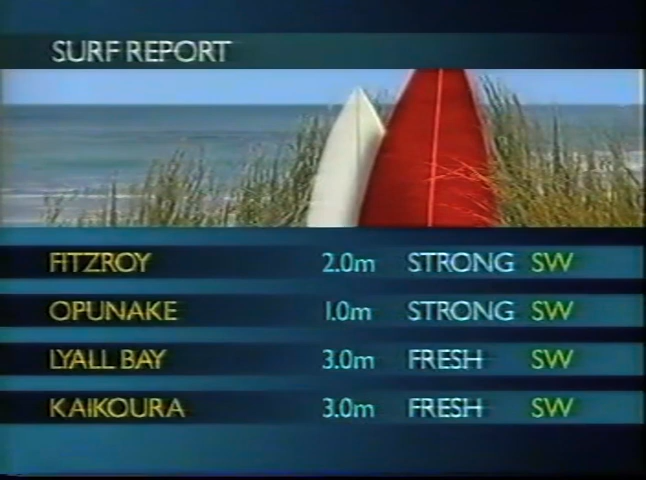 SURF REPORT
FITZROY 2.0m STRONG SW
OPUNAKE 1.0m STRONG SW
LYALL BAY 3.0m FRESH SW
KAIKOURA 3.0m FRESH SW